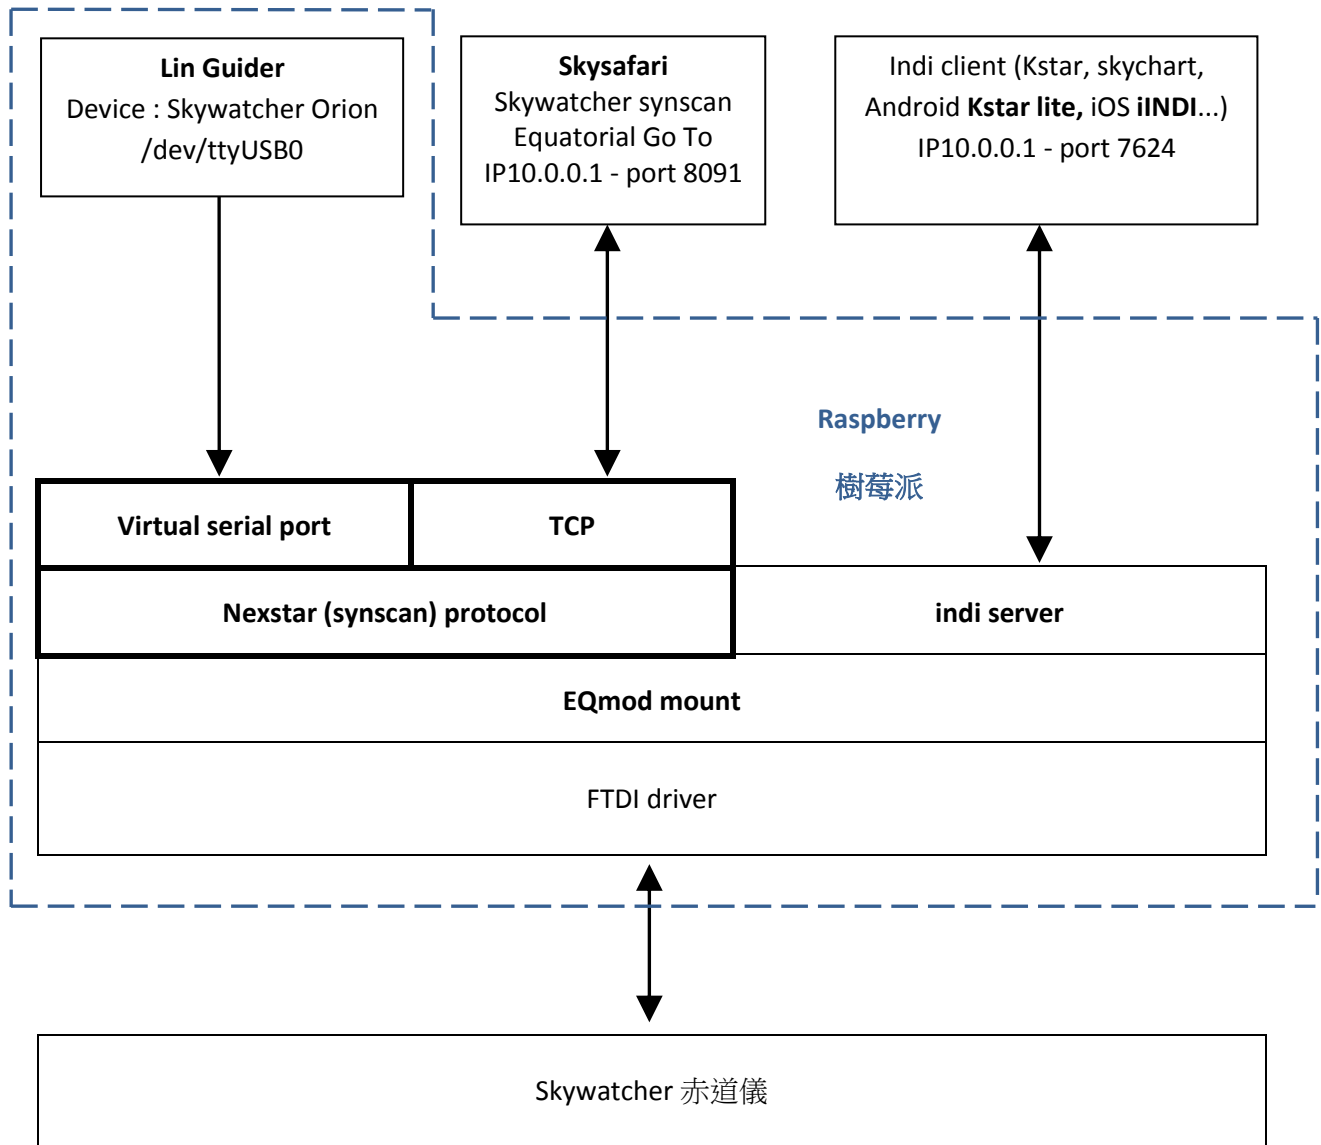 Lin Guider
Device : Skywatcher Orion
/dev/ttyUSB0
Skysafari
Skywatcher synscan
Equatorial Go To
IP10.0.0.1 - port 8091
Indi client (Kstar, skychart,
Android Kstar lite, iOS iINDI...)
IP10.0.0.1 - port 7624
Raspberry
樹莓派
Virtual serial port
TCP
Nexstar (synscan) protocol
indi server
EQmod mount
FTDI driver
Skywatcher 赤道儀